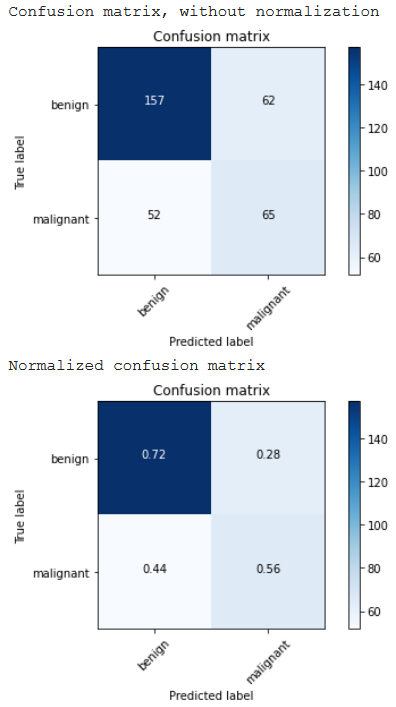 Confusion matrix, without normalization
Confusion matrix
benign
157
62
malignant
52
65
True label
140
120
100
80
60
benign
malignant
Predicted label
Normalized confusion matrix
Confusion matrix
benign
0.72
0.28
malignant
0.44
0.56
True label
140
120
100
80
60
benign
malignant
Predicted label